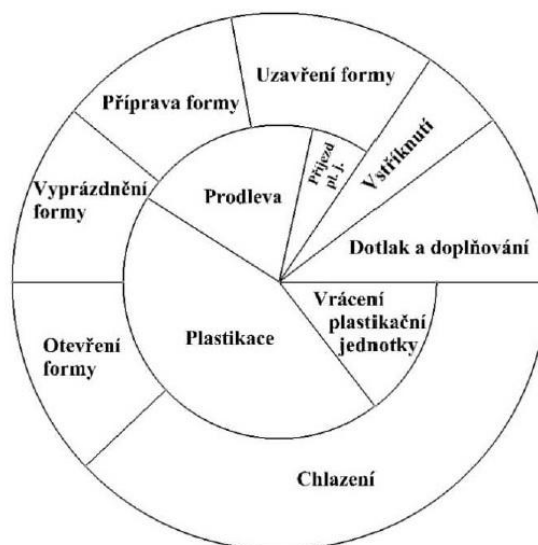 Uzavření formy
Příprava formy
Příjezd
pl. j.
Vstříknutí
Vyprázdnění
formy
Prodleva
Dotlak a doplňování
Vrácení
plastikační
jednotky
Otevření
formy
Plastikace
Chlazení